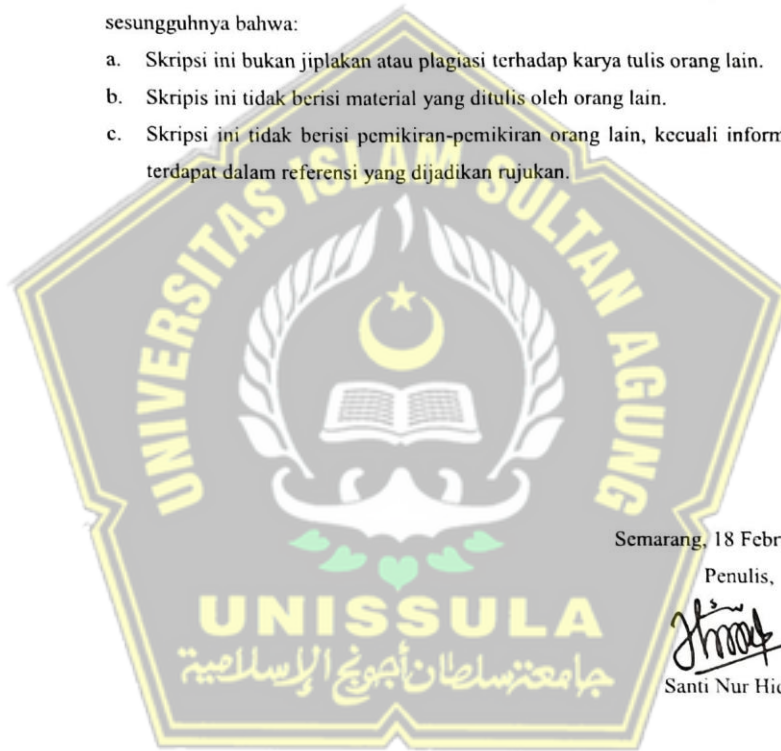 sesungguhnya bahwa:
a. Skripsi ini bukan jiplakan atau plagiasi terhadap karya tulis orang lain.
b. Skripis ini tidak berisi material yang ditulis oleh orang lain.
c. Skripsi ini tidak berisi pemikiran-pemikiran orang lain, kecuali inform
terdapat dalam referensi yang dijadikan rujukan.
UNIVERSITAS ISLAM SULTAN AGUNG
Semarang, 18 Febr
Penulis,
UNISSULA
جامعة سلطان أجونج الإسلامية
Santi Nur Hid